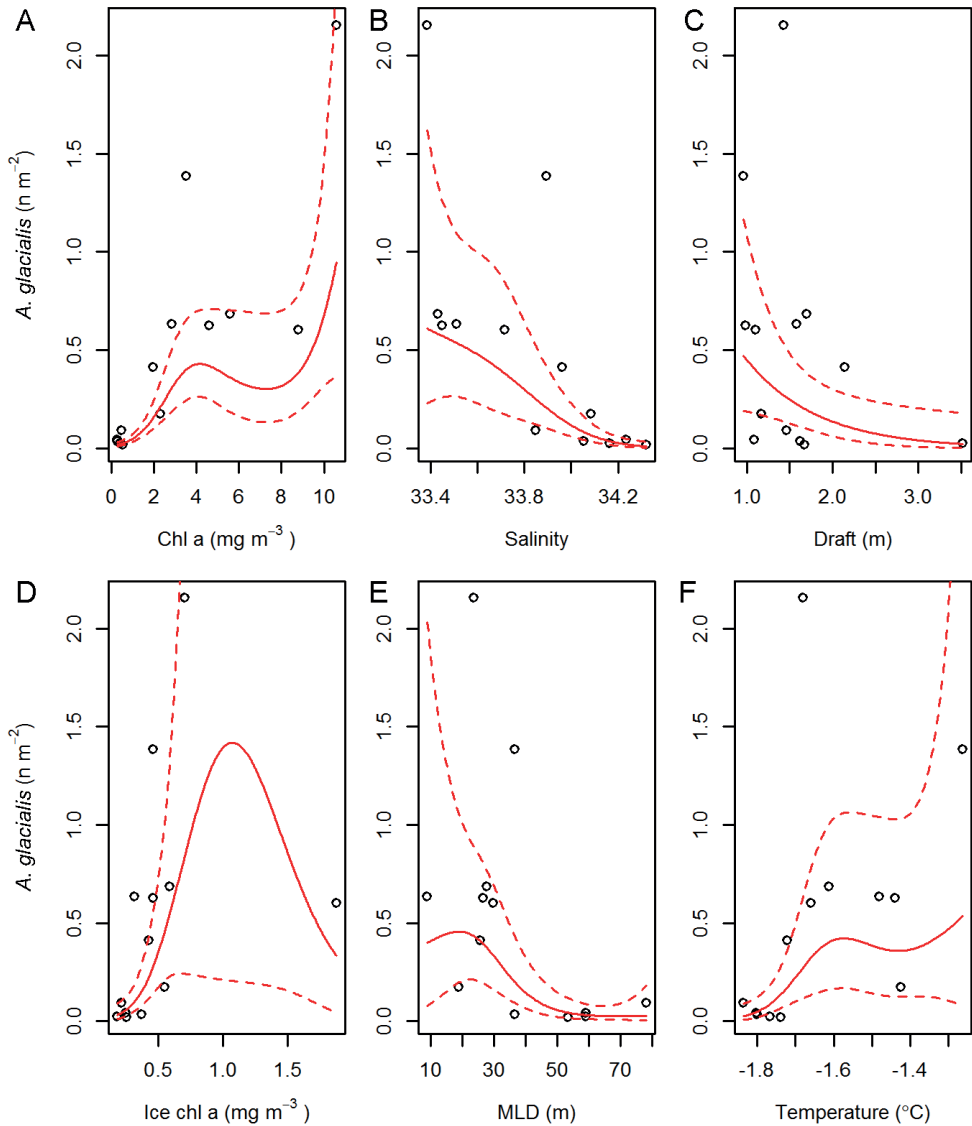 A
B
C
A. glacialis (n m−2)
0.0 0.5 1.0 1.5 2.0
0.0 0.5 1.0 1.5 2.0
0.0 0.5 1.0 1.5 2.0
0 2 4 6 8 10
33.4 33.8 34.2
1.0 2.0 3.0
Chl a (mg m−3 )
Salinity
Draft (m)
D
E
F
A. glacialis (n m−2)
0.0 0.5 1.0 1.5 2.0
0.0 0.5 1.0 1.5 2.0
0.0 0.5 1.0 1.5 2.0
0.5 1.0 1.5
10 30 50 70
-1.8 -1.6 -1.4
Ice chl a (mg m−3 )
MLD (m)
Temperature (°C)